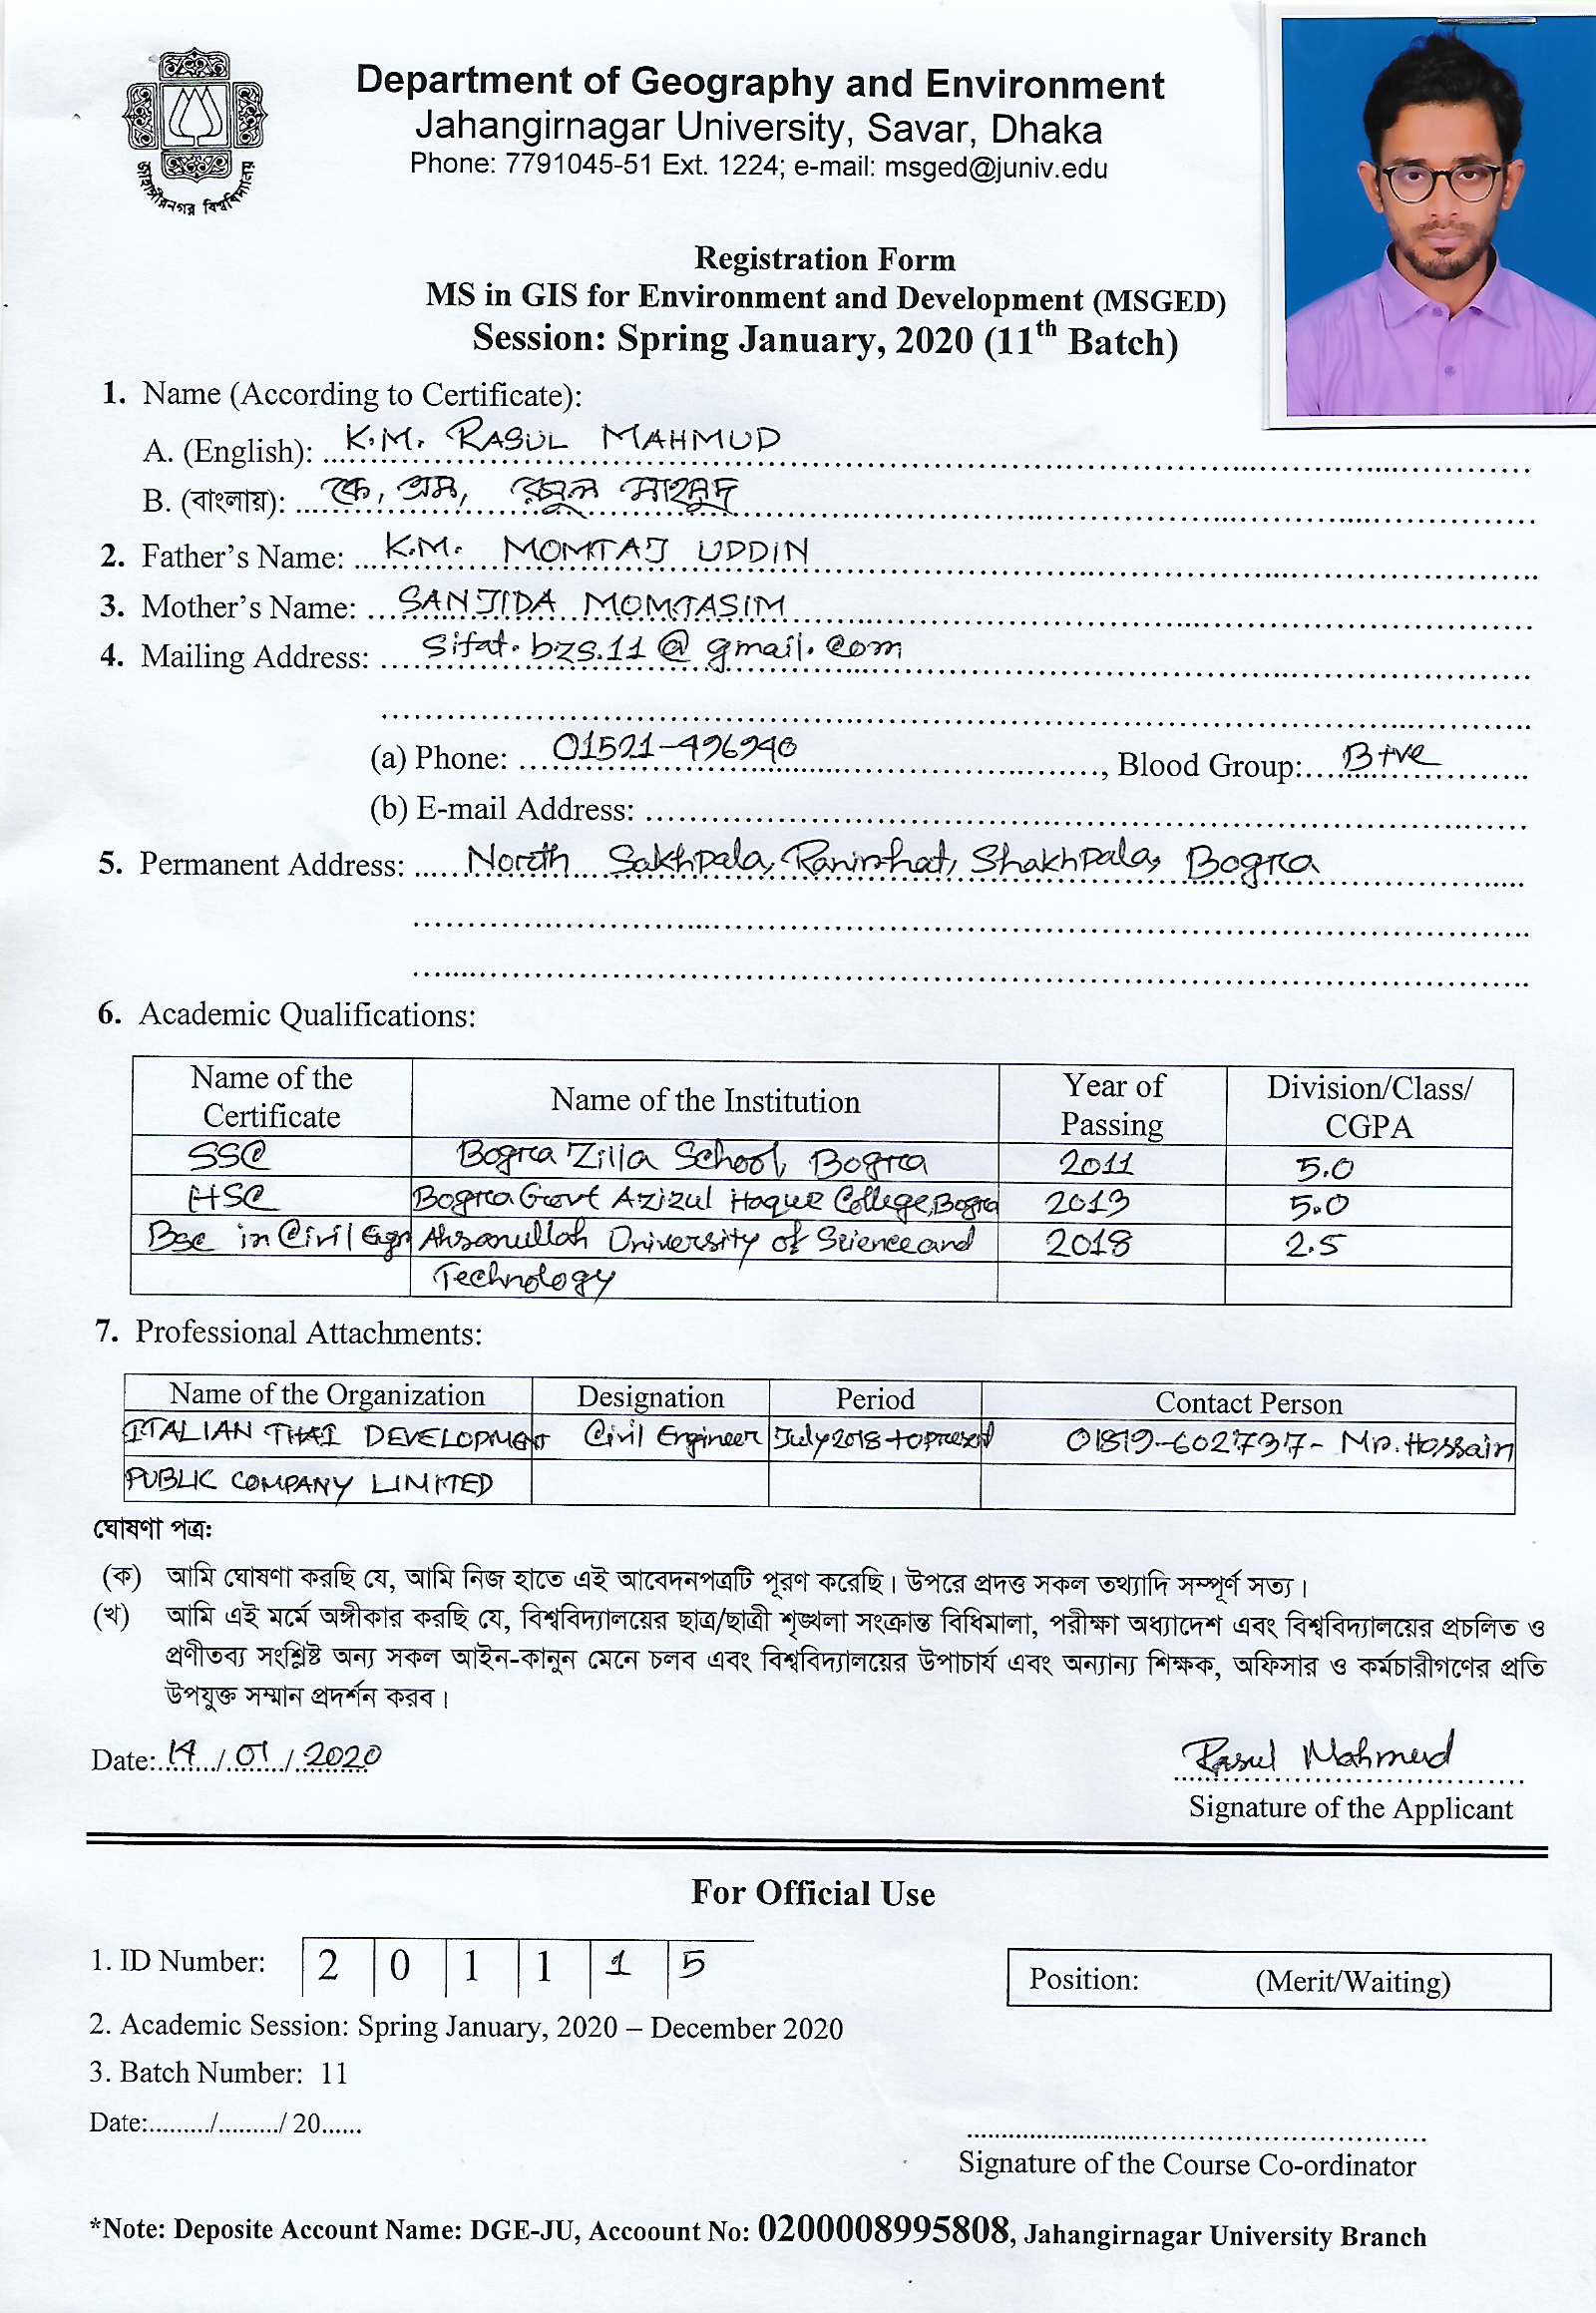 জাহাঙ্গীরনগর বিশ্ববিদ্যালয়
Department of Geography and Environment
Jahangirnagar University, Savar, Dhaka
Phone: 7791045-51 Ext. 1224; e-mail: msged@juniv.edu
Registration Form
MS in GIS for Environment and Development (MSGED)
Session: Spring January, 2020 (11th Batch)
1. Name (According to Certificate):
A. (English): K.M. RASUL MAHMUD
B. (বাংলায়): কে, এম, রসুল মাহমুদ
2. Father's Name: K.M. MOMTAJ UDDIN
3. Mother's Name: SANJIDA MOMTASIM
4. Mailing Address: Sifat.bzs.11@gmail.com
(a) Phone: 01521-496940, Blood Group: B+ve
(b) E-mail Address:
5. Permanent Address: North Sakhpala, Ranirhat, Shakhpala, Bogra
6. Academic Qualifications:
Name of the Certificate Name of the Institution Year of Passing Division/Class/ CGPA
SSC Bogra Zilla School, Bogra 2011 5.0
HSC Bogra Govt Azizul Haque College, Bogra 2013 5.0
Bsc in Civil Egn Ahsanullah University of Science and 2018 2.5
Technology
7. Professional Attachments:
Name of the Organization Designation Period Contact Person
ITALIAN THAI DEVELOPMENT Civil Engineer July 2018 to present 01819-602737- Mr. Hossain
PUBLIC COMPANY LIMITED
ঘোষণা পত্র:
(ক) আমি ঘোষণা করছি যে, আমি নিজ হাতে এই আবেদনপত্রটি পূরণ করেছি। উপরে প্রদত্ত সকল তথ্যাদি সম্পূর্ণ সত্য।
(খ) আমি এই মর্মে অঙ্গীকার করছি যে, বিশ্ববিদ্যালয়ের ছাত্র/ছাত্রী শৃঙ্খলা সংক্রান্ত বিধিমালা, পরীক্ষা অধ্যাদেশ এবং বিশ্ববিদ্যালয়ের প্রচলিত ও
প্রণীতব্য সংশ্লিষ্ট অন্য সকল আইন-কানুন মেনে চলব এবং বিশ্ববিদ্যালয়ের উপাচার্য এবং অন্যান্য শিক্ষক, অফিসার ও কর্মচারীগণের প্রতি
উপযুক্ত সম্মান প্রদর্শন করব।
Date: 14/01/2020 Rasul Mahmud
Signature of the Applicant
For Official Use
1. ID Number: 2 0 1 1 1 5
Position: (Merit/Waiting)
2. Academic Session: Spring January, 2020 – December 2020
3. Batch Number: 11
Date:........./........./ 20......
Signature of the Course Co-ordinator
*Note: Deposite Account Name: DGE-JU, Accoount No: 0200008995808, Jahangirnagar University Branch